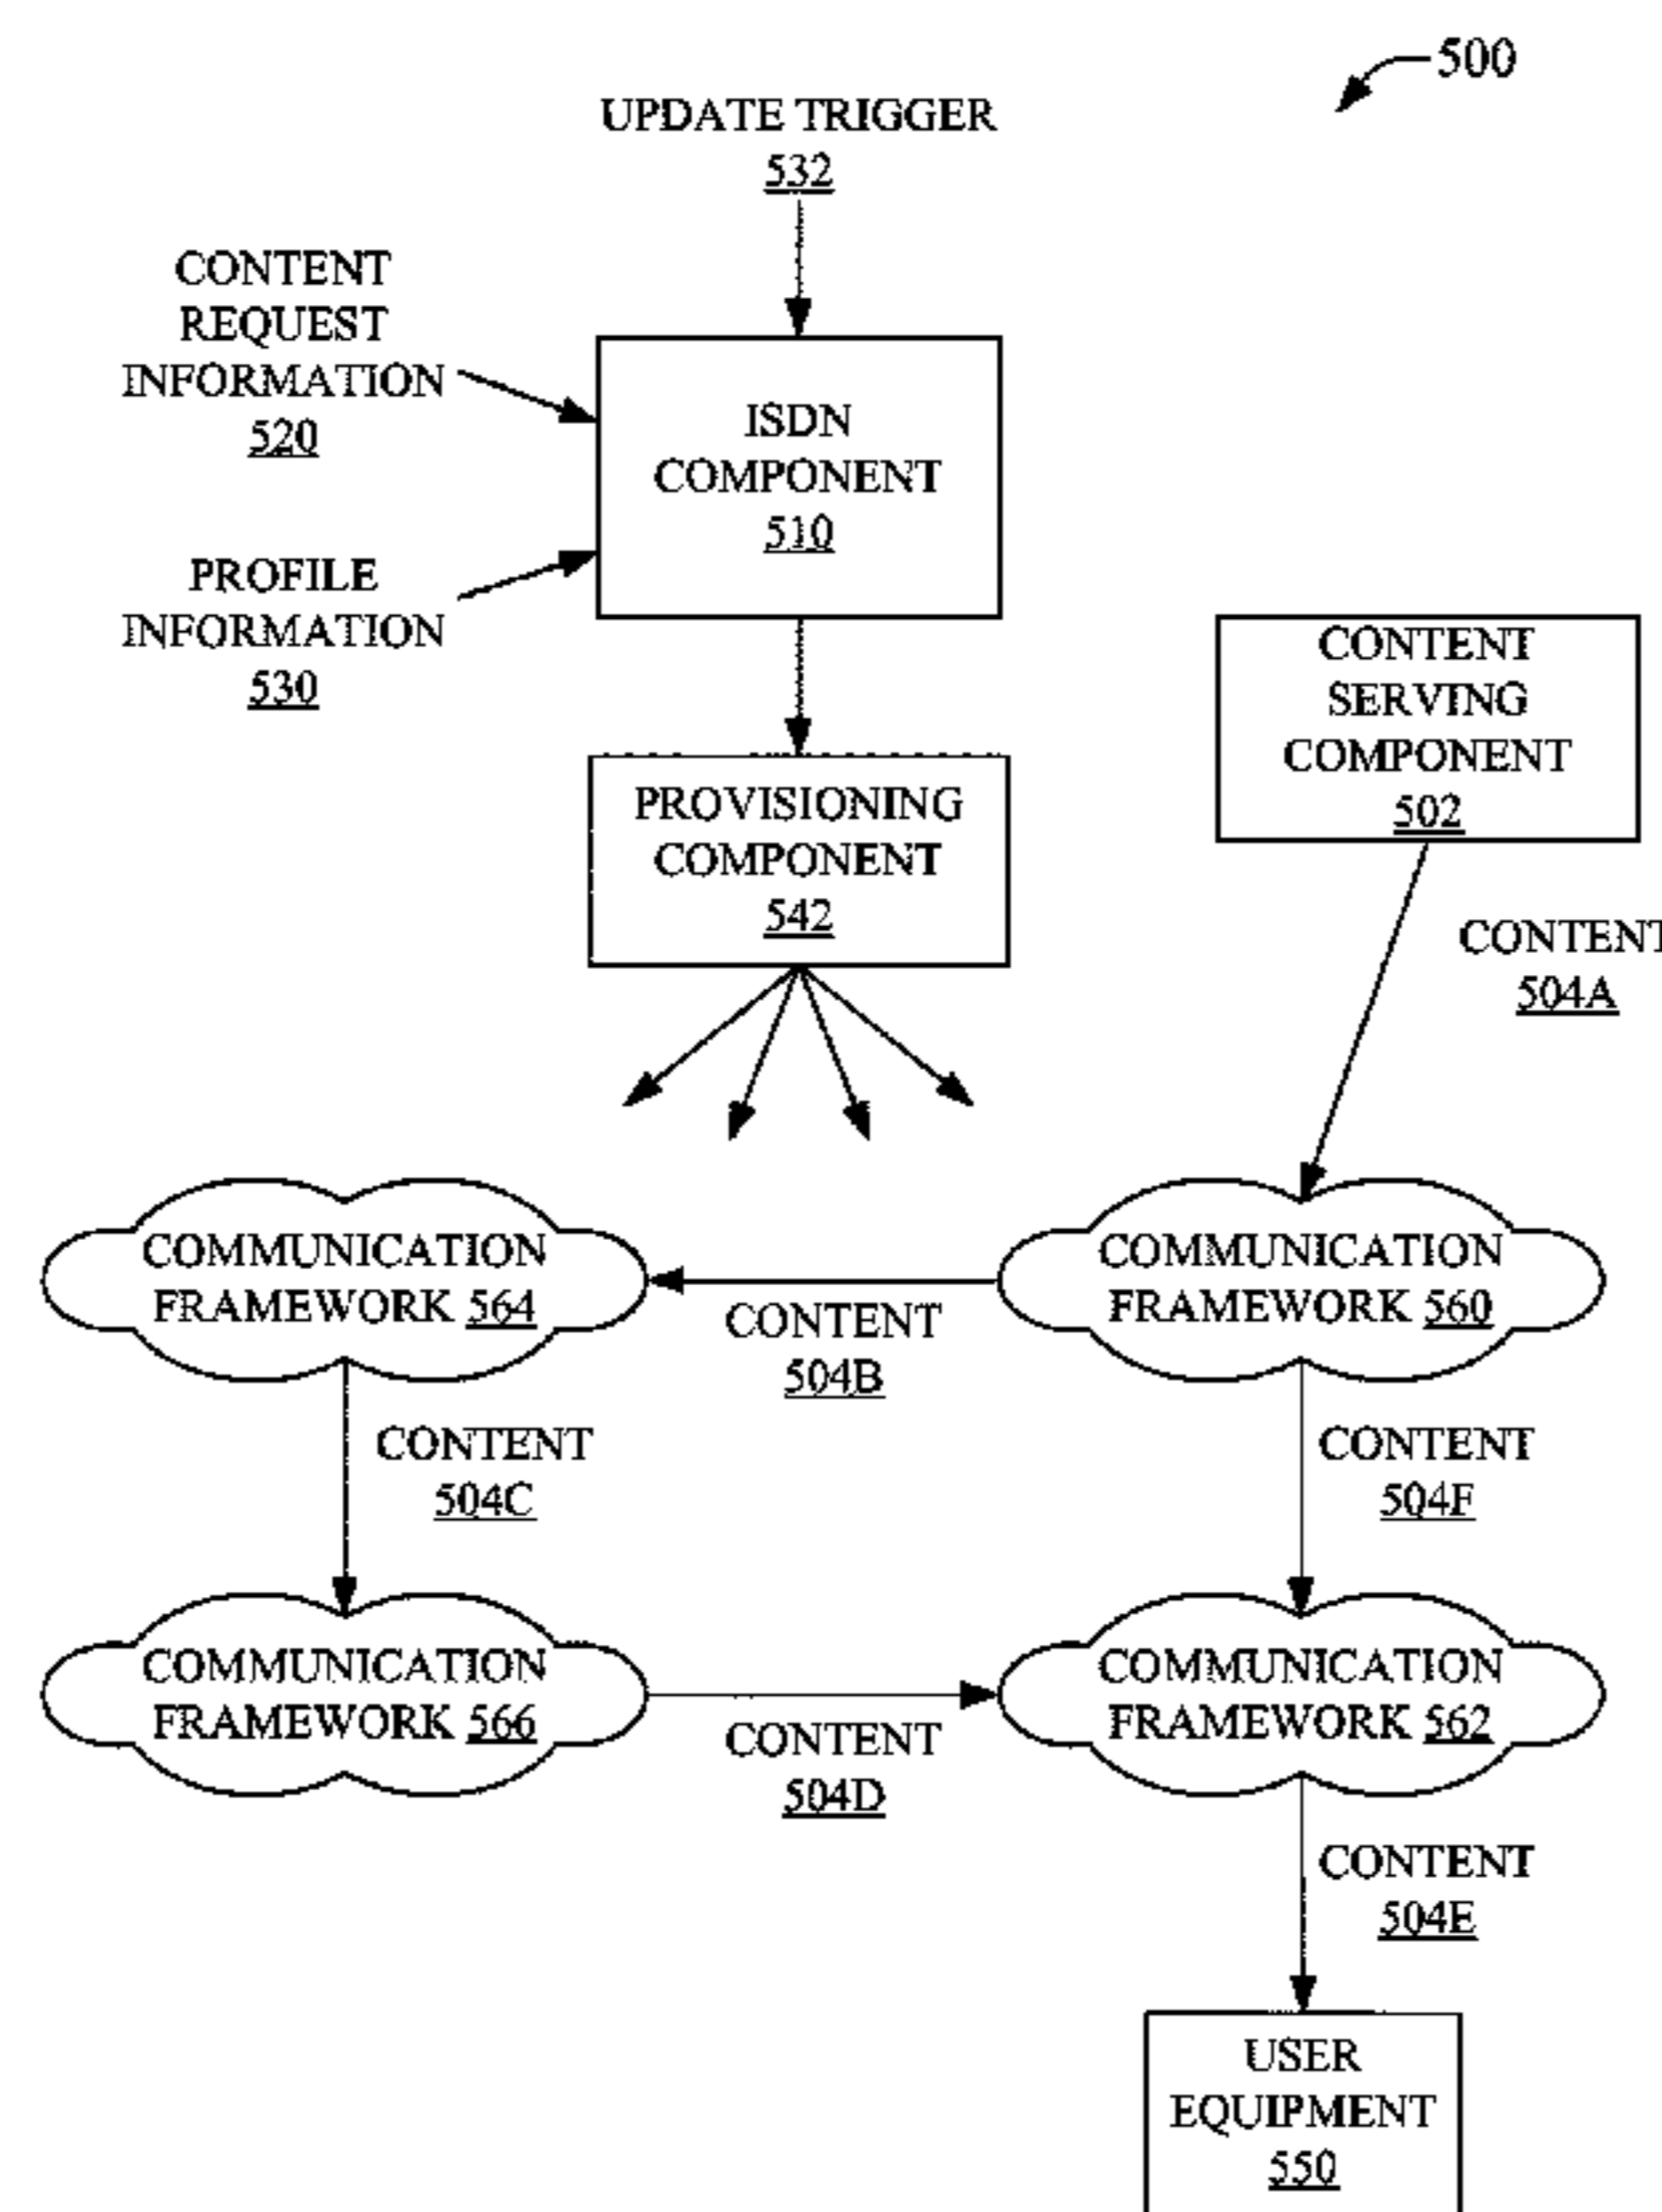 500
UPDATE TRIGGER
532
CONTENT
REQUEST
INFORMATION
520
ISDN
COMPONENT
510
PROFILE
INFORMATION
530
CONTENT
SERVING
COMPONENT
502
PROVISIONING
COMPONENT
542
CONTENT
504A
COMMUNICATION
FRAMEWORK 564
COMMUNICATION
FRAMEWORK 560
CONTENT
504B
CONTENT
504C
CONTENT
504F
COMMUNICATION
FRAMEWORK 566
COMMUNICATION
FRAMEWORK 562
CONTENT
504D
CONTENT
504E
USER
EQUIPMENT
550